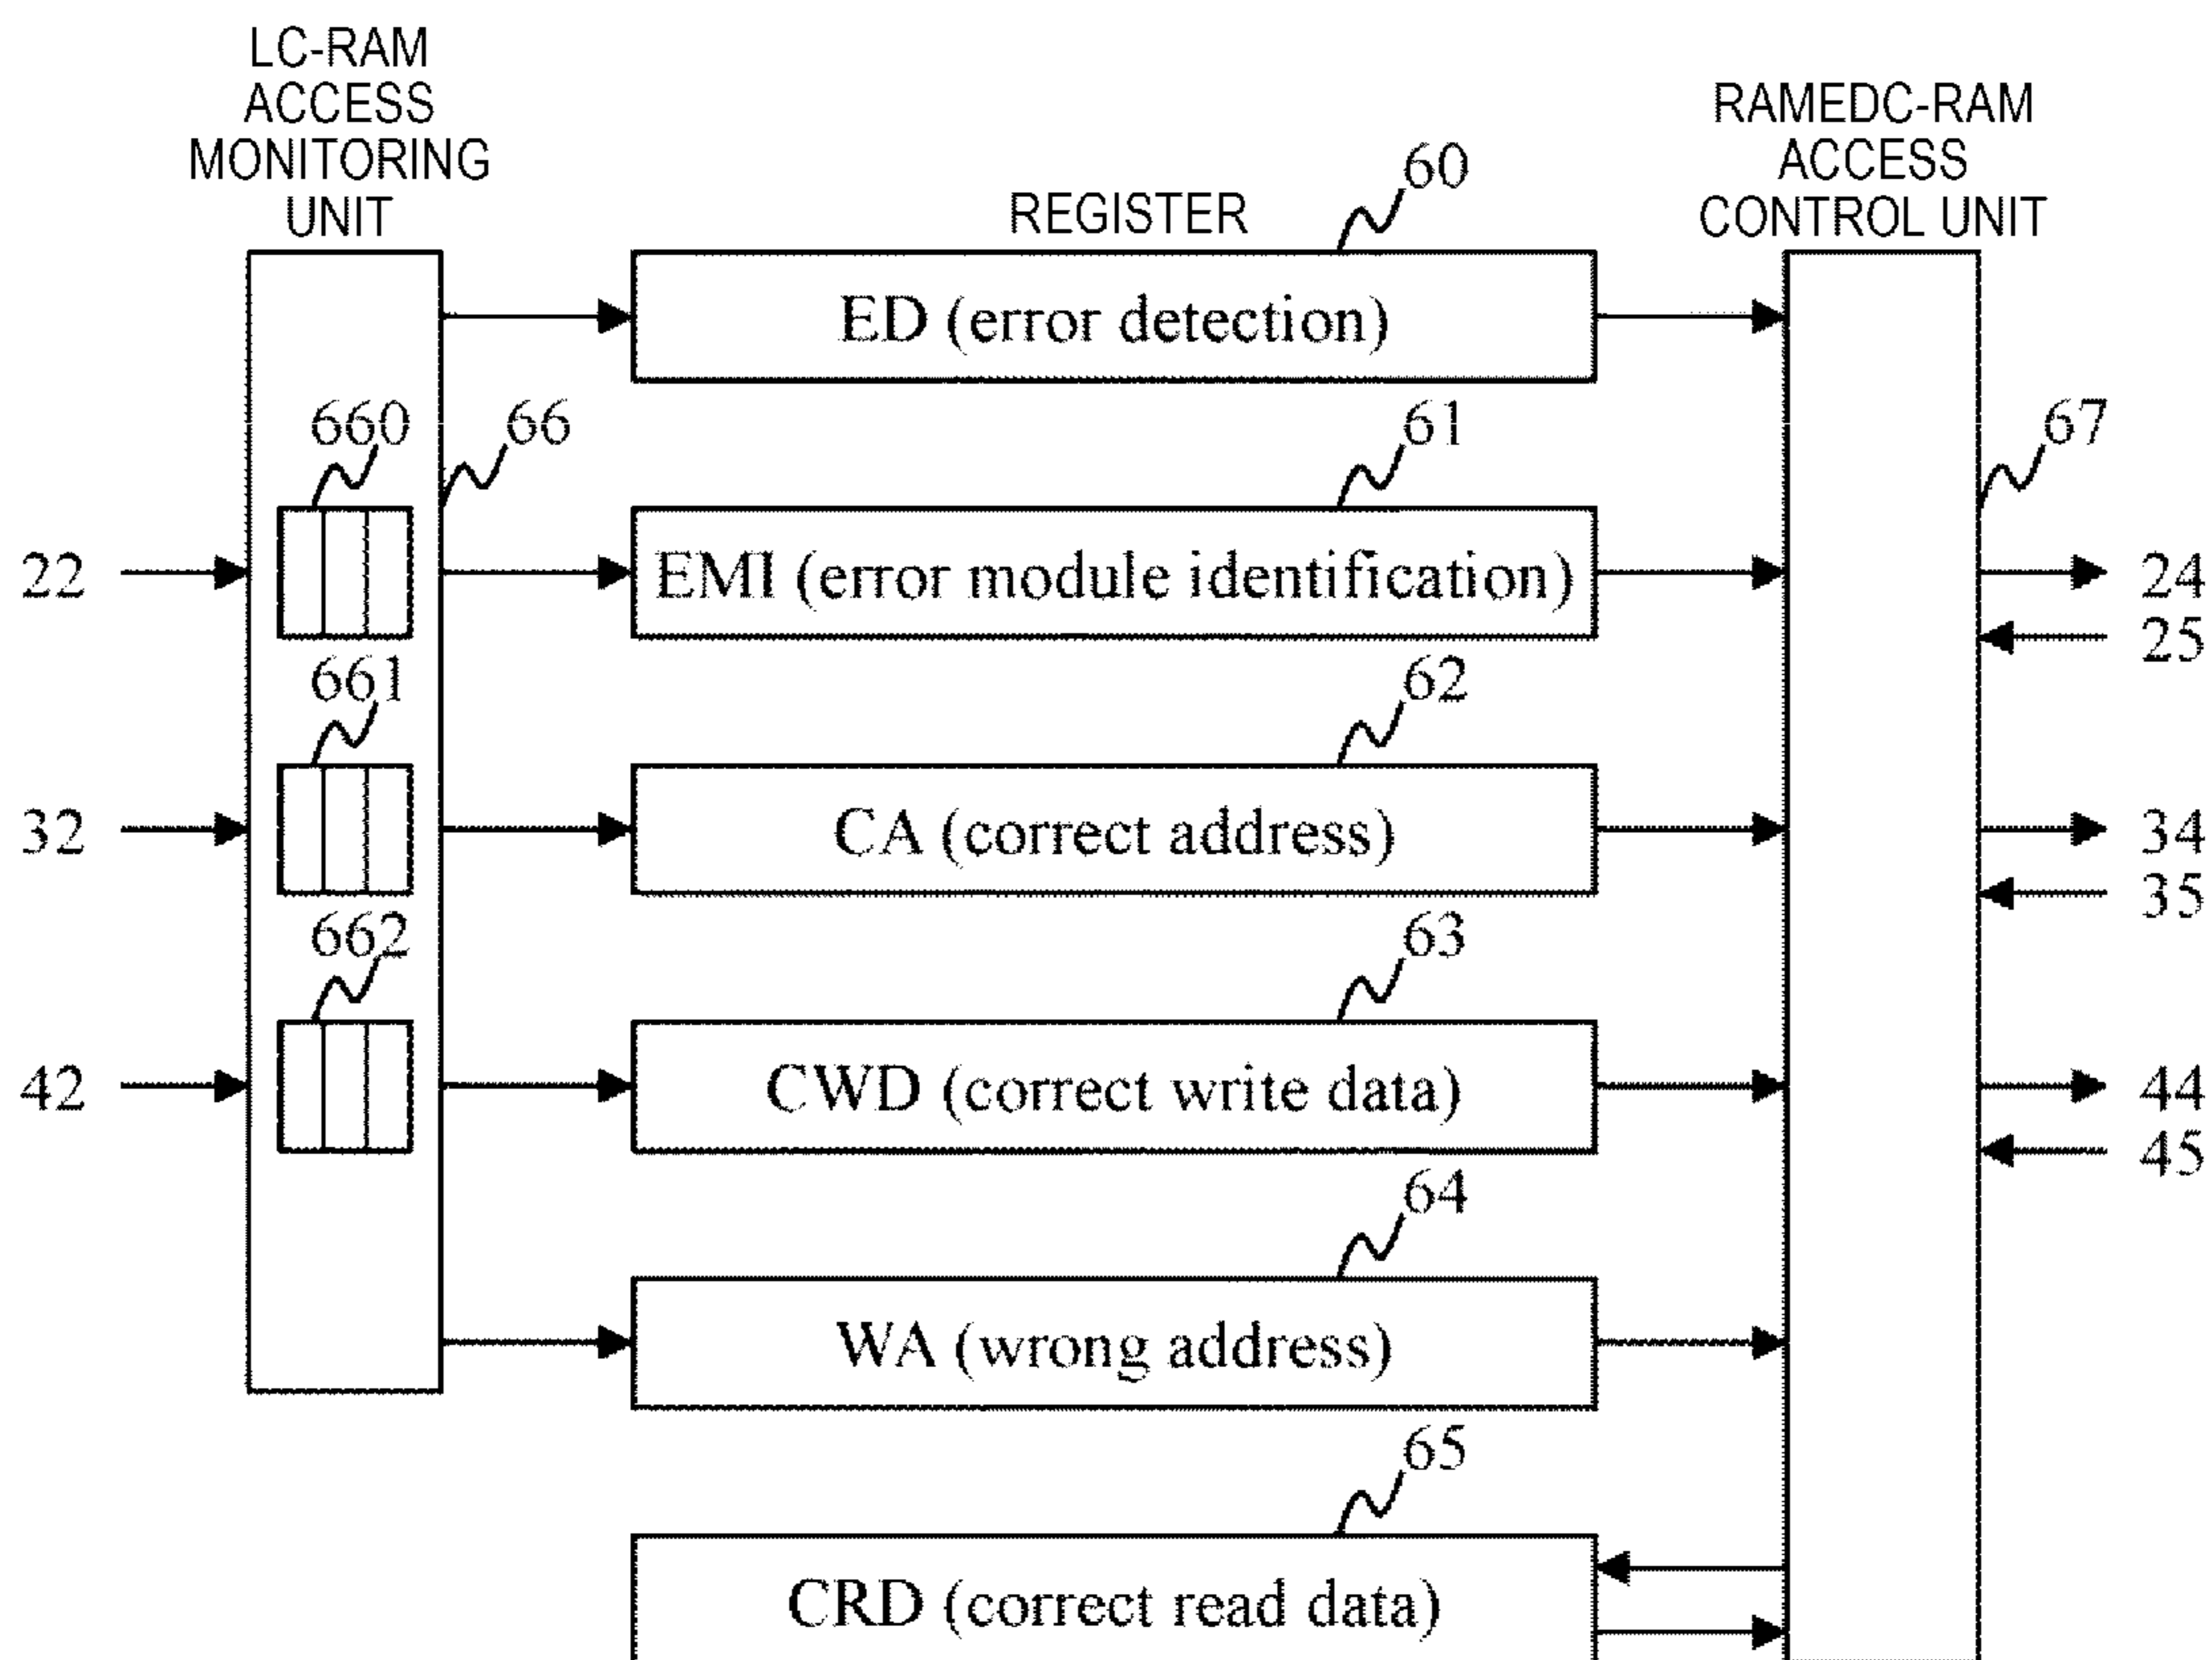 LC-RAM
ACCESS
MONITORING
UNIT
RAMEDC-RAM
ACCESS
CONTROL UNIT
REGISTER
60
ED (error detection)
660
66
61
67
22
EMI (error module identification)
24
25
661
62
32
CA (correct address)
34
35
662
63
42
CWD (correct write data)
44
45
64
WA (wrong address)
65
CRD (correct read data)